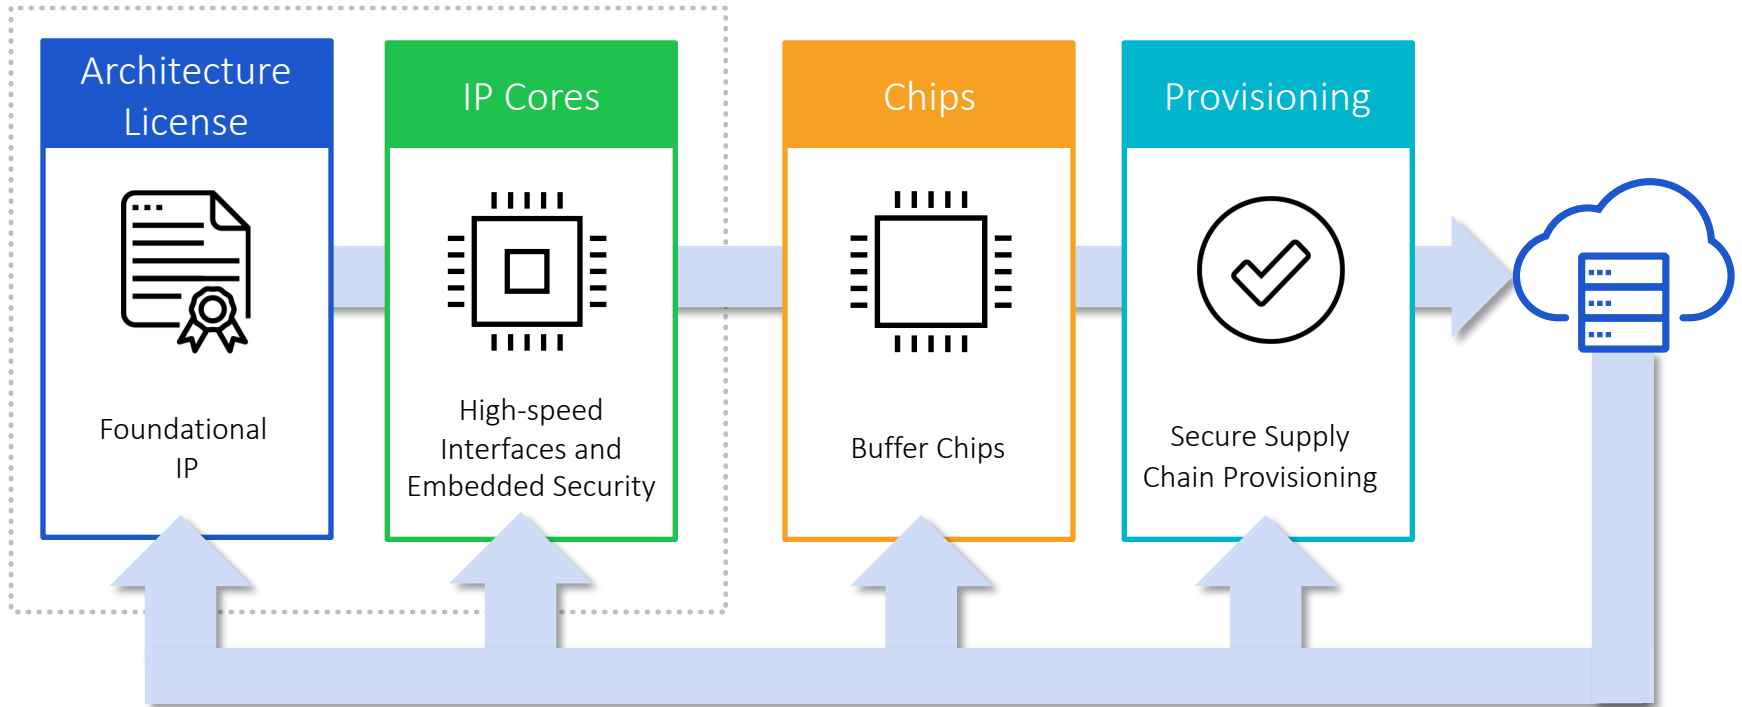 Architecture
License
IP Cores
Chips
Provisioning
Foundational
IP
High-speed
Interfaces and
Embedded Security
Buffer Chips
Secure Supply
Chain Provisioning